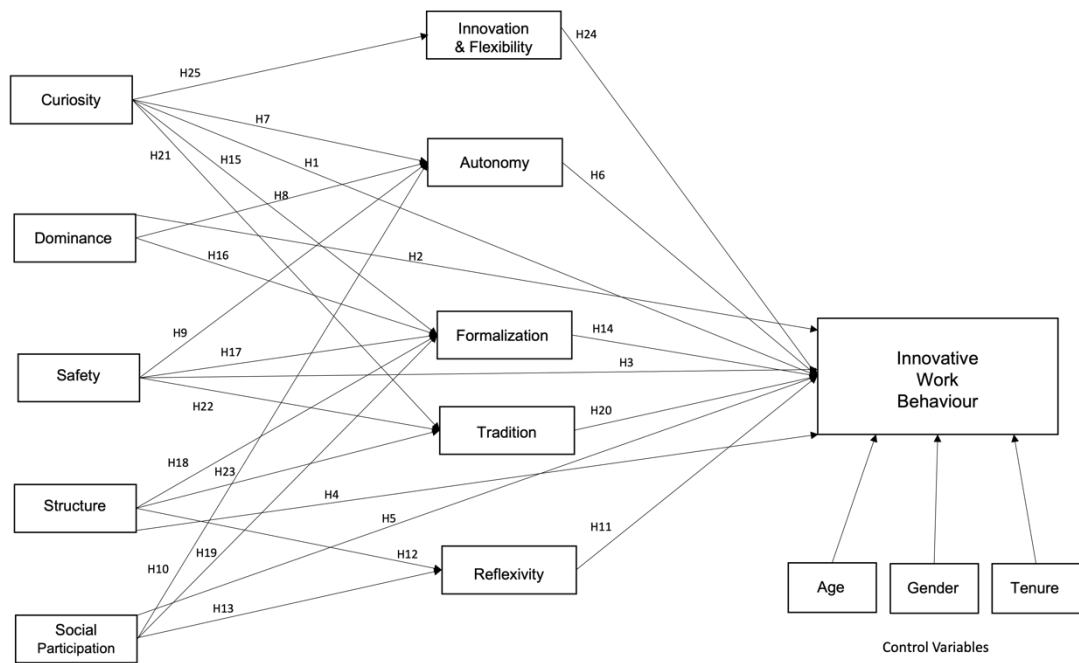 Innovation
& Flexibility
H24
H25
Curiosity
H7
H21
H15
H1
Autonomy
H6
H8
Dominance
H2
H16
Formalization
H14
H9
H17
H3
Safety
Innovative
Work
Behaviour
H22
H20
Tradition
H18
H23
Structure
H4
H5
H11
H10
H19
H12
Reflexivity
H13
Social
Participation
Age
Gender
Tenure
Control Variables